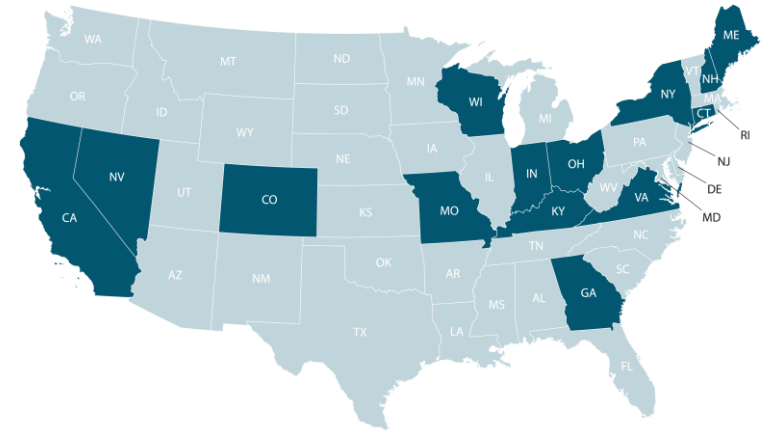 ME
WA
MT
ND
MN
VT
NH
OR
ID
SD
WI
MI
NY
MA
CT
WY
RI
IA
PA
NE
NJ
NV
UT
CO
IL
IN
OH
WV
DE
KS
MO
KY
VA
MD
CA
NC
TN
AZ
NM
OK
AR
SC
MS
AL
GA
TX
LA
FL